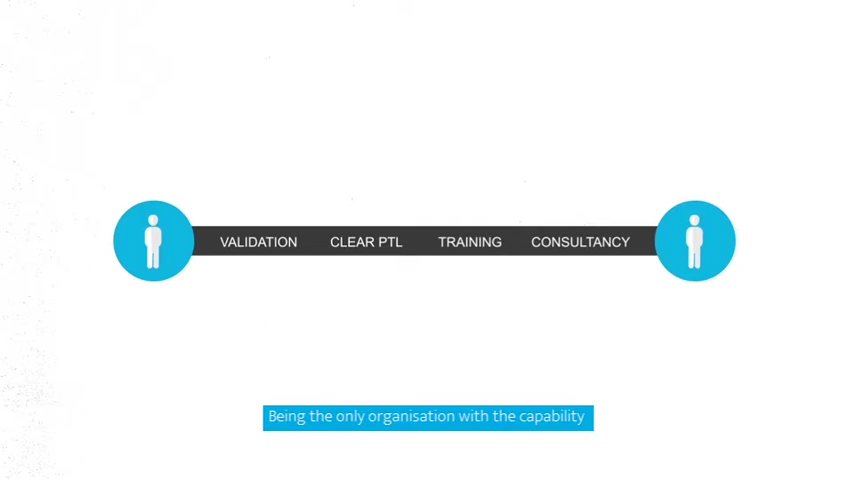 VALIDATION CLEAR PTL TRAINING CONSULTANCY
Being the only organisation with the capability